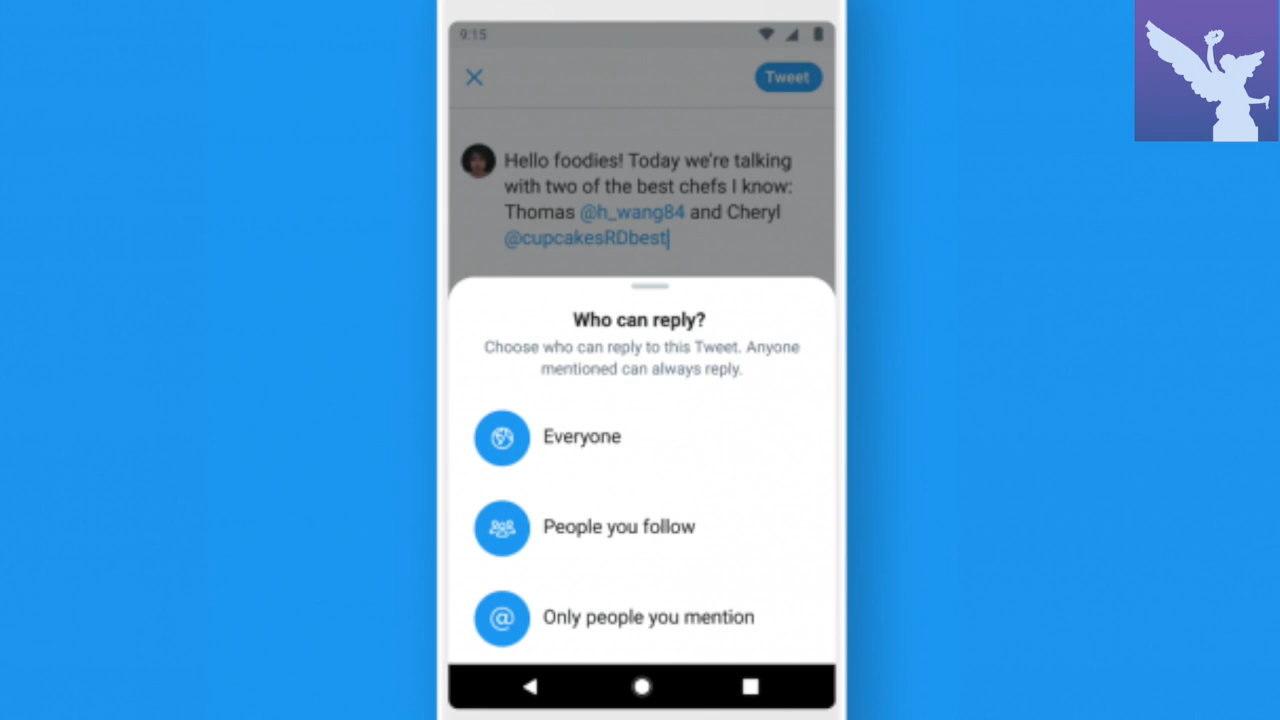 9:15
Tweet
Hello foodies! Today we're talking
with two of the best chefs I know:
Thomas @h_wang84 and Cheryl
@cupcakesRDbest
Who can reply?
Choose who can reply to this Tweet. Anyone
mentioned can always reply.
Everyone
People you follow
Only people you mention